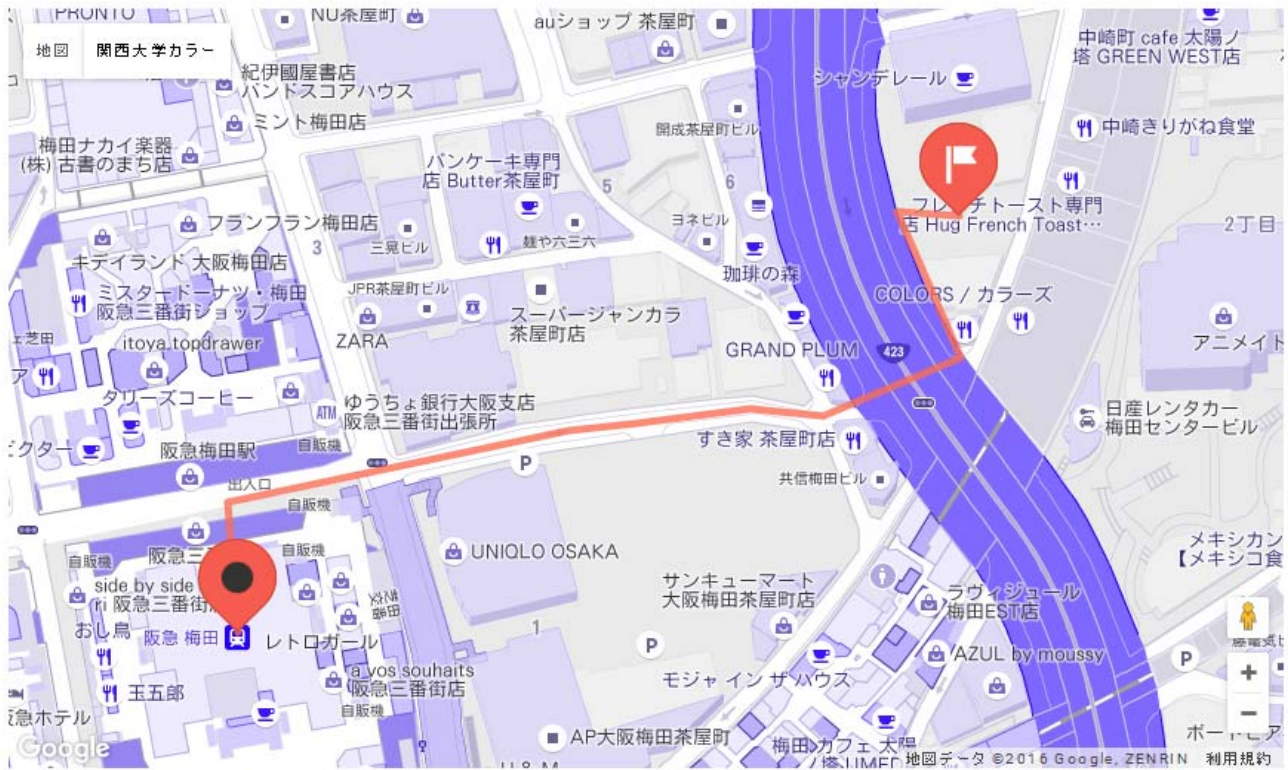 PRONTO
NU茶屋町
auショップ 茶屋町
中崎町 cafe 太陽ノ
塔 GREEN WEST店
地図
関西大学カラー
紀伊國屋書店
バンドスコアハウス
シャンデレール
ミント梅田店
開成茶屋町ビル
中崎きりがね食堂
梅田ナカイ楽器
(株) 古書のまち店
パンケーキ専門
店 Butter茶屋町
5
6
フランフラン梅田店
3
三晃ビル
麺や六三六
ヨネビル
店 Hug French Toast…
2丁目
キデイランド 大阪梅田店
珈琲の森
ミスタードーナツ・梅田
阪急三番街ショップ
JPR茶屋町ビル
スーパージャンカラ
茶屋町店
COLORS / カラーズ
芝田
itoya topdrawer
ZARA
GRAND PLUM
423
アニメイト
タリーズコーヒー
ATM
ゆうちょ銀行大阪支店
阪急三番街出張所
日産レンタカー
梅田センタービル
クター
阪急梅田駅
自販機
すき家 茶屋町店
P
出入口
自販機
共信梅田ビル
自販機
阪急三
自販機
UNIQLO OSAKA
メキシカン
【メキシコ食
side by side
ri 阪急三番街
サンキューマート
大阪梅田茶屋町店
ラヴィジュール
梅田EST店
おし鳥
阪急 梅田
レトロガール
1
P
AZUL by moussy
P
a vos souhaits
阪急三番街店
モジャ イン ザ ハウス
玉五郎
自販機
急ホテル
AP大阪梅田茶屋町
梅田 カフェ 太陽
ノ塔 UMED
+
−
Google
地図データ ©2016 Google, ZENRIN
利用規約